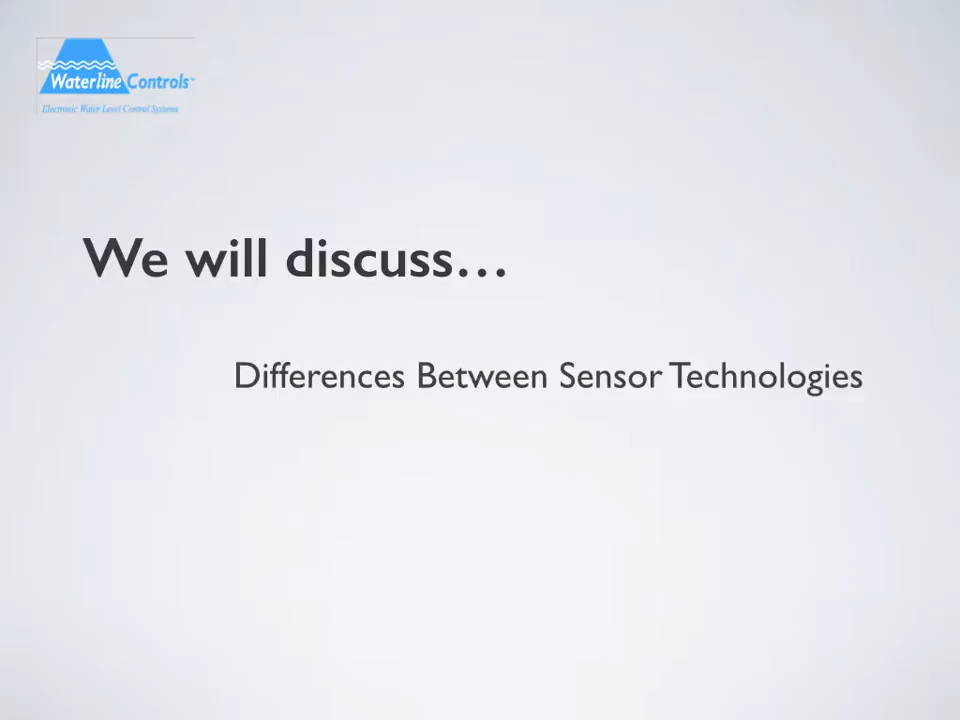 Waterline Controls™
Electronic Water Level Control Systems
We will discuss…
Differences Between Sensor Technologies